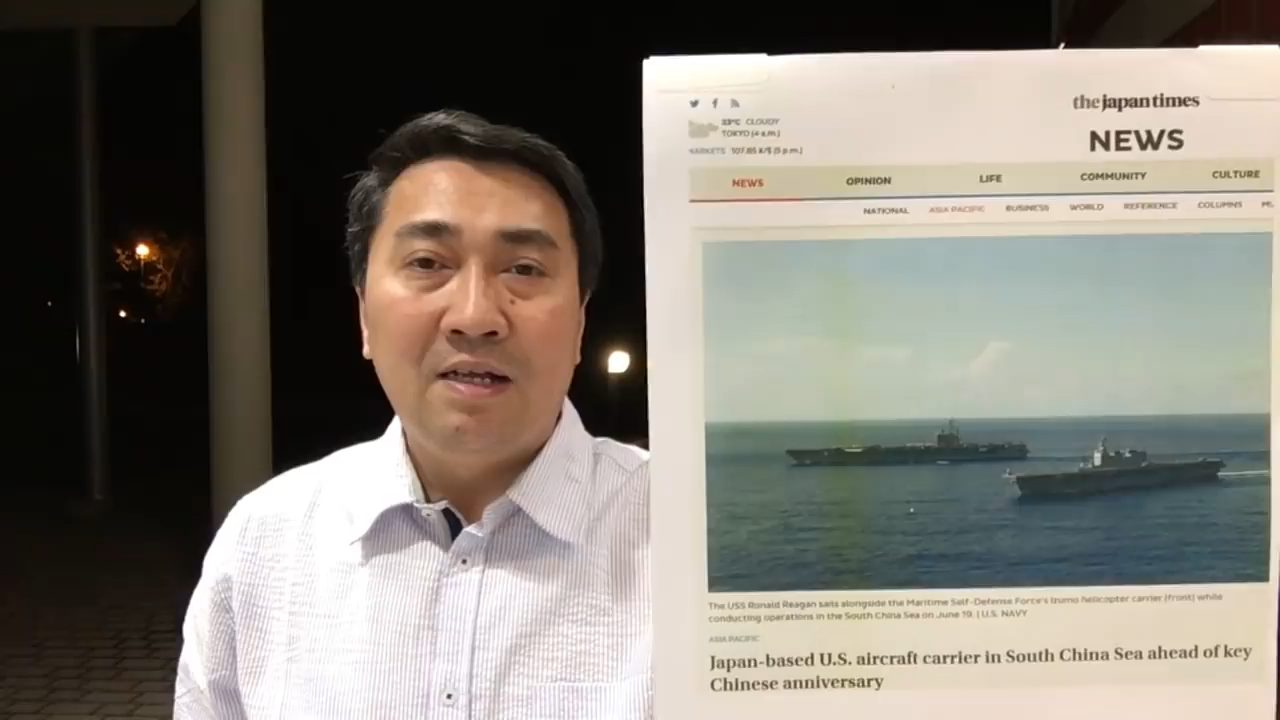 the japan times
NEWS
33°C CLOUDY
TOKYO (4 a.m.)
MARKETS 107.85 ¥/$ (5 p.m.)
NEWS OPINION LIFE COMMUNITY CULTURE
NATIONAL ASIA PACIFIC BUSINESS WORLD REFERENCE COLUMNS
The USS Ronald Reagan sails alongside the Maritime Self-Defense Force's Izumo helicopter carrier (front) while
conducting operations in the South China Sea on June 19. | U.S. NAVY
ASIA PACIFIC
Japan-based U.S. aircraft carrier in South China Sea ahead of key
Chinese anniversary